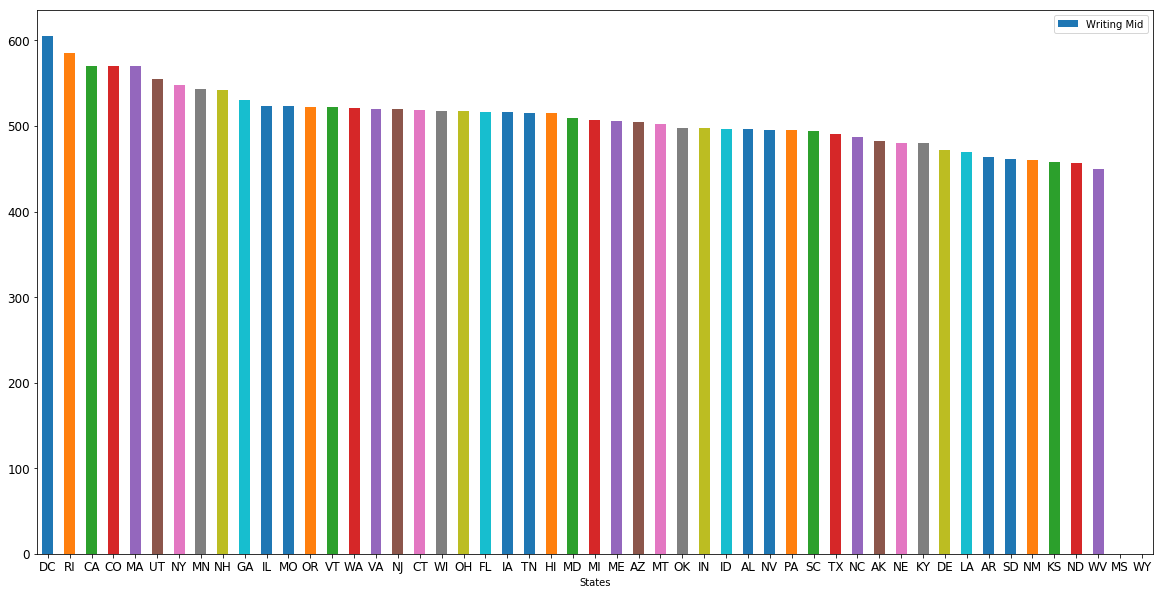 Writing Mid
600
500
400
300
200
100
0
DC RI CA CO MA UT NY MN NH GA IL MO OR VT WA VA NJ CT WI OH FL IA TN HI MD MI ME AZ MT OK IN ID AL NV PA SC TX NC AK NE KY DE LA AR SD NM KS ND WV MS WY
States